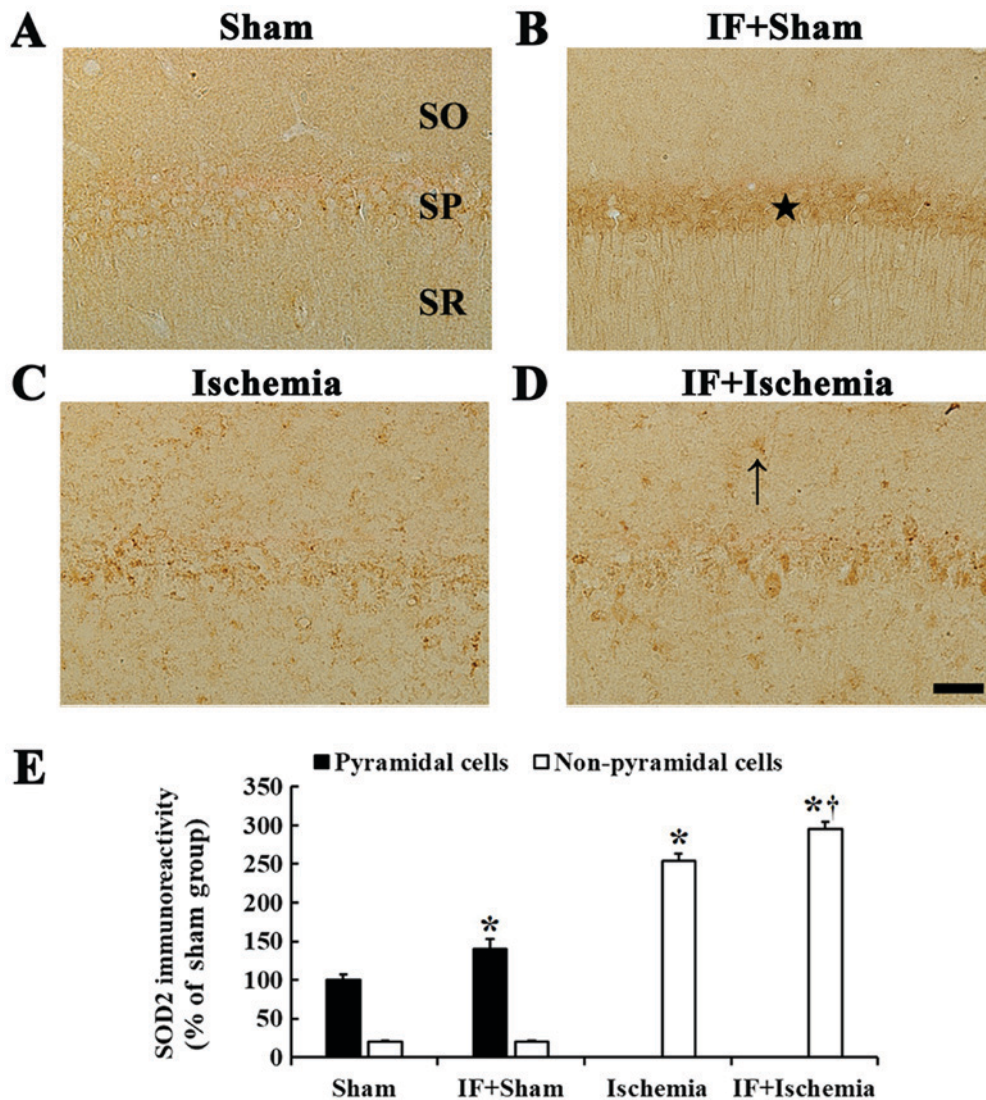 A Sham
B IF+Sham
SO
SP
SR
★
C Ischemia
D IF+Ischemia
↑
E
Pyramidal cells Non-pyramidal cells
SOD2 immunoreactivity
(% of sham group)
350
300
250
200
150
100
50
0
*
*
*†
Sham IF+Sham Ischemia IF+Ischemia